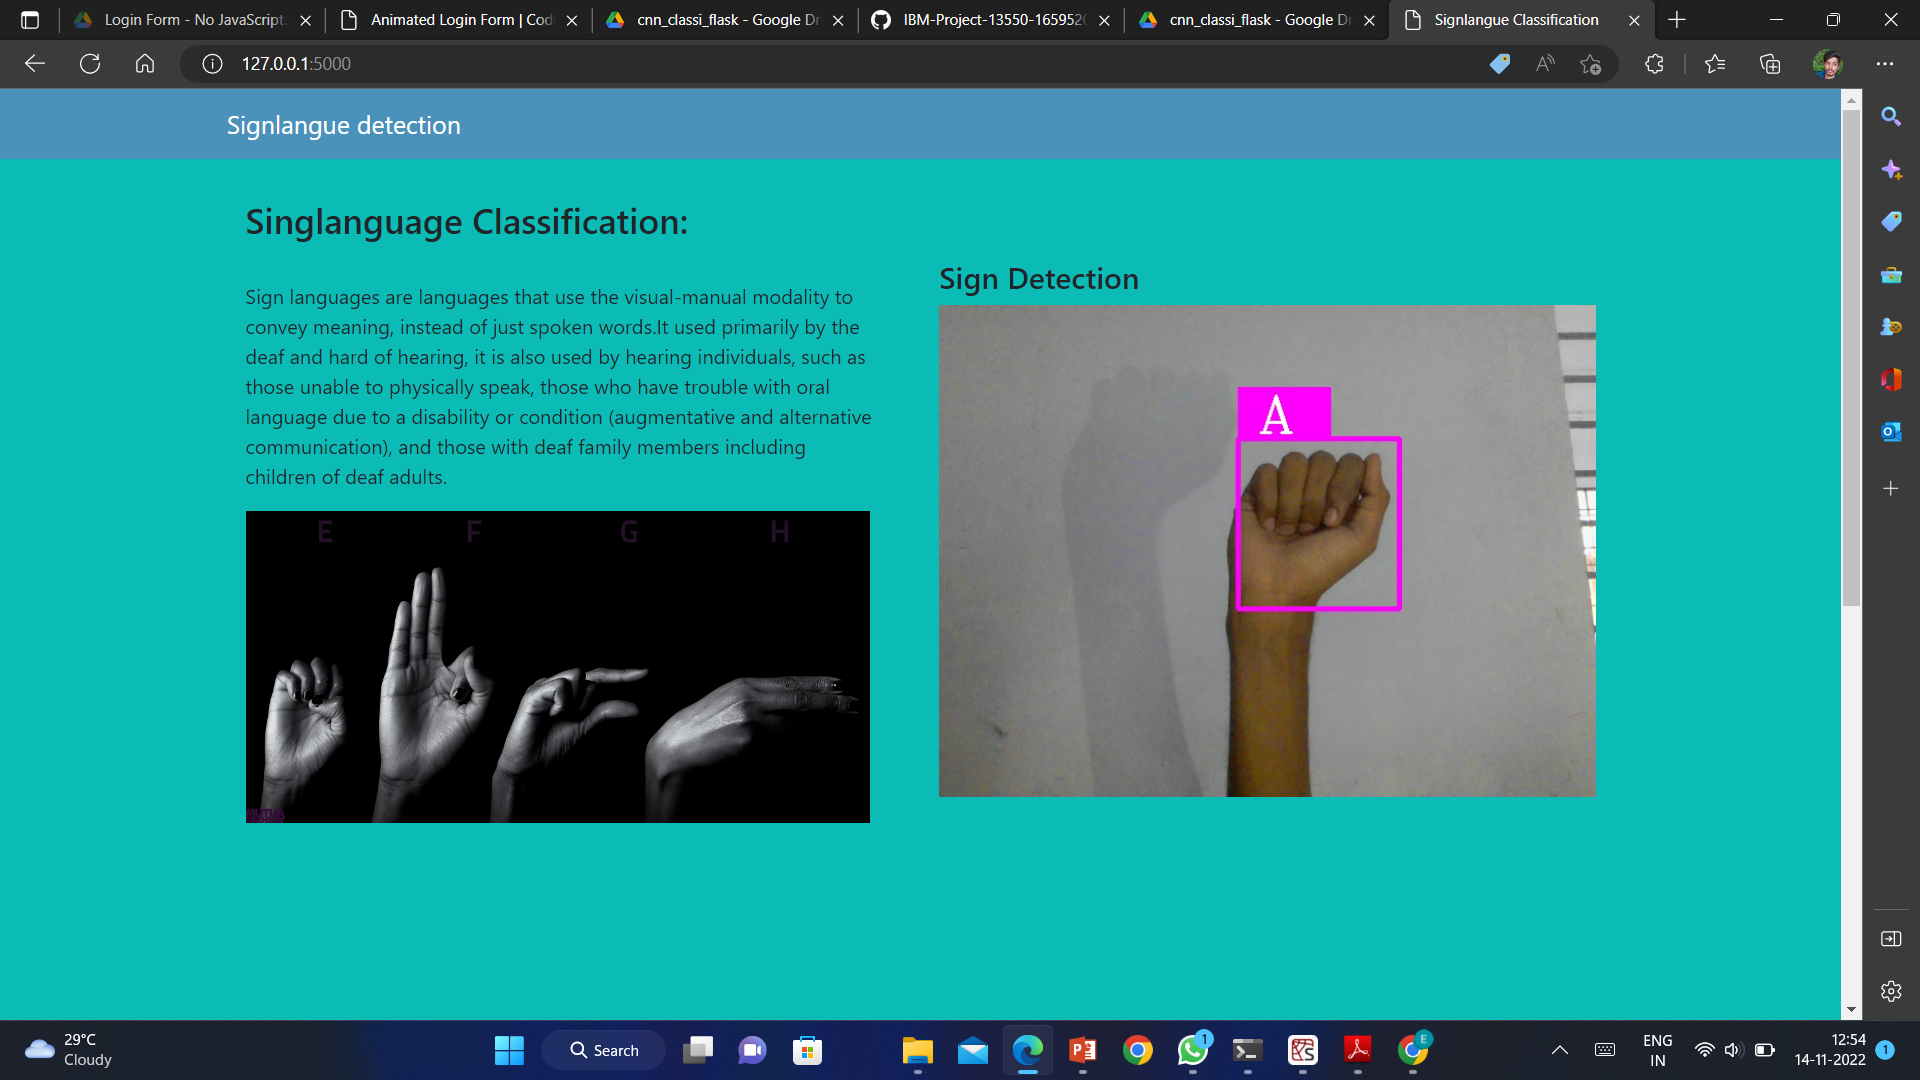 Login Form - No JavaScript.
Animated Login Form | Codi
cnn_classi_flask - Google Dr
IBM-Project-13550-1659520
cnn_classi_flask - Google Dr
Signlangue Classification
127.0.0.1:5000
Signlangue detection
Singlanguage Classification:
Sign languages are languages that use the visual-manual modality to
convey meaning, instead of just spoken words.It used primarily by the
deaf and hard of hearing, it is also used by hearing individuals, such as
those unable to physically speak, those who have trouble with oral
language due to a disability or condition (augmentative and alternative
communication), and those with deaf family members including
children of deaf adults.
E F G H
Sign Detection
A
29°C
Cloudy
Search
1
E
ENG
IN
12:54
14-11-2022
1